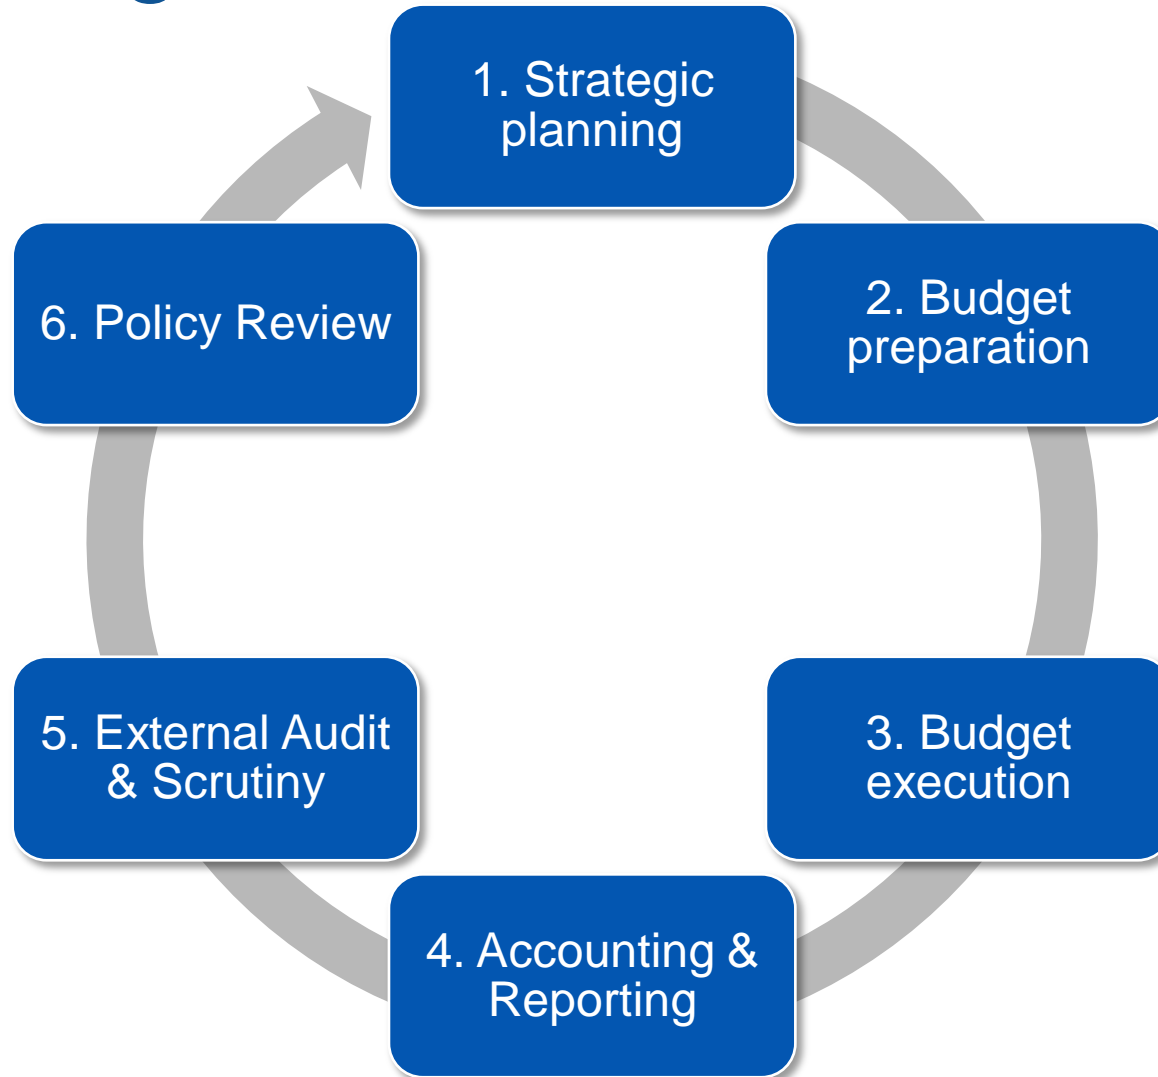 1. Strategic
planning
2. Budget
preparation
3. Budget
execution
4. Accounting &
Reporting
5. External Audit
& Scrutiny
6. Policy Review